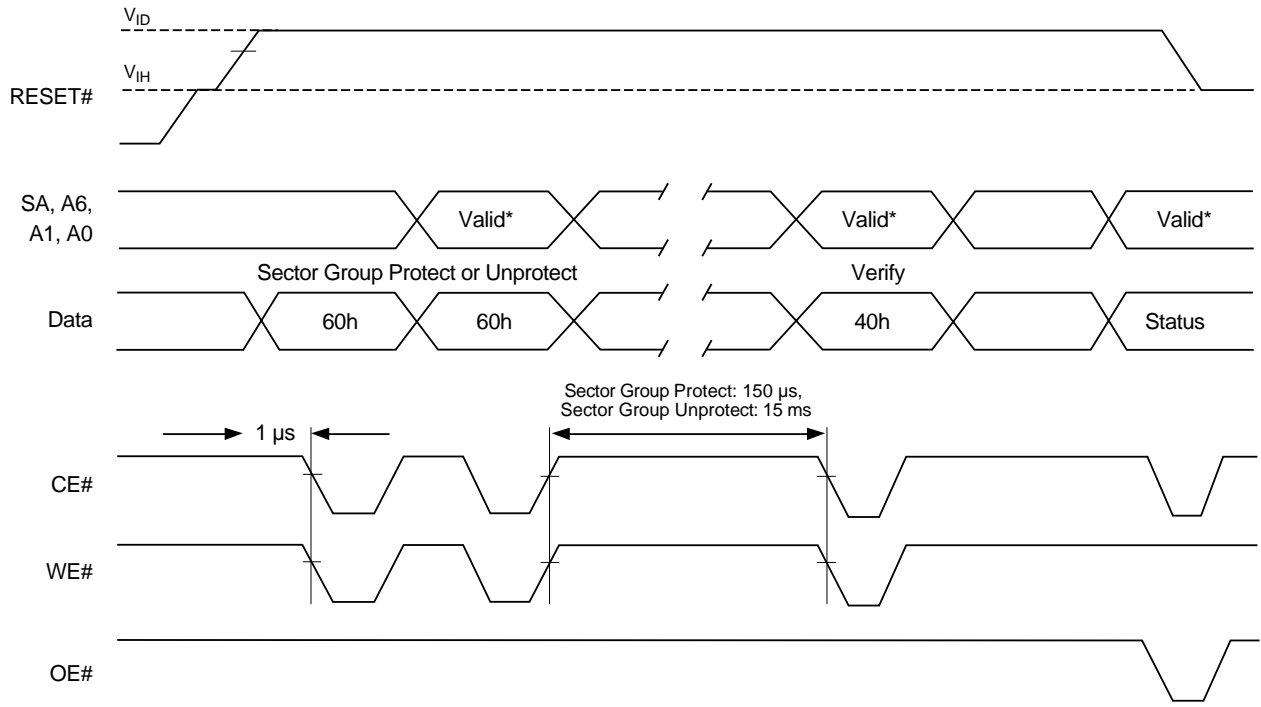 VID
VIH
RESET#
SA, A6,
A1, A0
Valid*
Valid*
Valid*
Sector Group Protect or Unprotect
Verify
Data
60h
60h
40h
Status
Sector Group Protect: 150 µs,
Sector Group Unprotect: 15 ms
1 µs
CE#
WE#
OE#